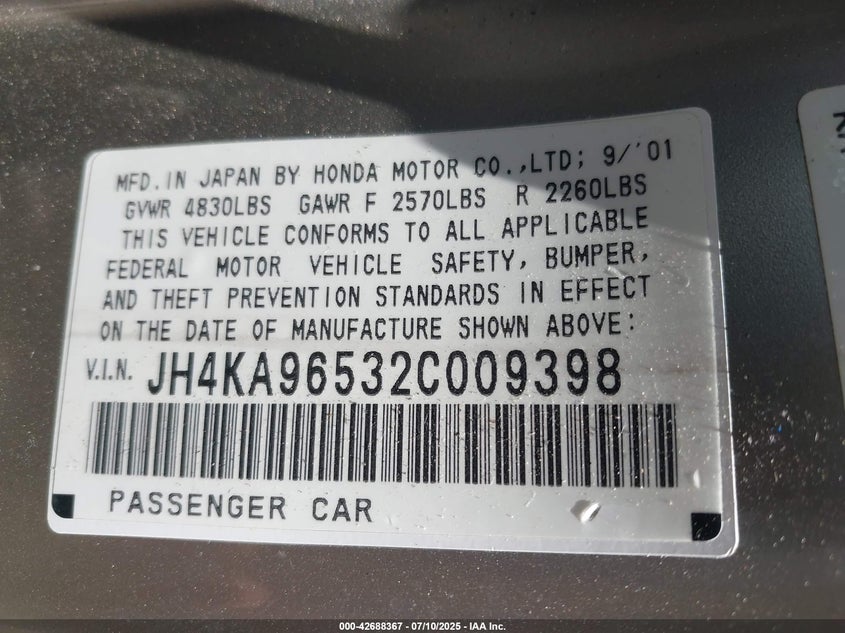 MFD. IN JAPAN BY HONDA MOTOR CO.,LTD; 9/'01
GVWR 4830LBS GAWR F 2570LBS R 2260LBS
THIS VEHICLE CONFORMS TO ALL APPLICABLE
FEDERAL MOTOR VEHICLE SAFETY, BUMPER,
AND THEFT PREVENTION STANDARDS IN EFFECT
ON THE DATE OF MANUFACTURE SHOWN ABOVE:
V.I.N. JH4KA96532C009398
PASSENGER CAR
000-42688367 - 07/10/2025 - IAA Inc.